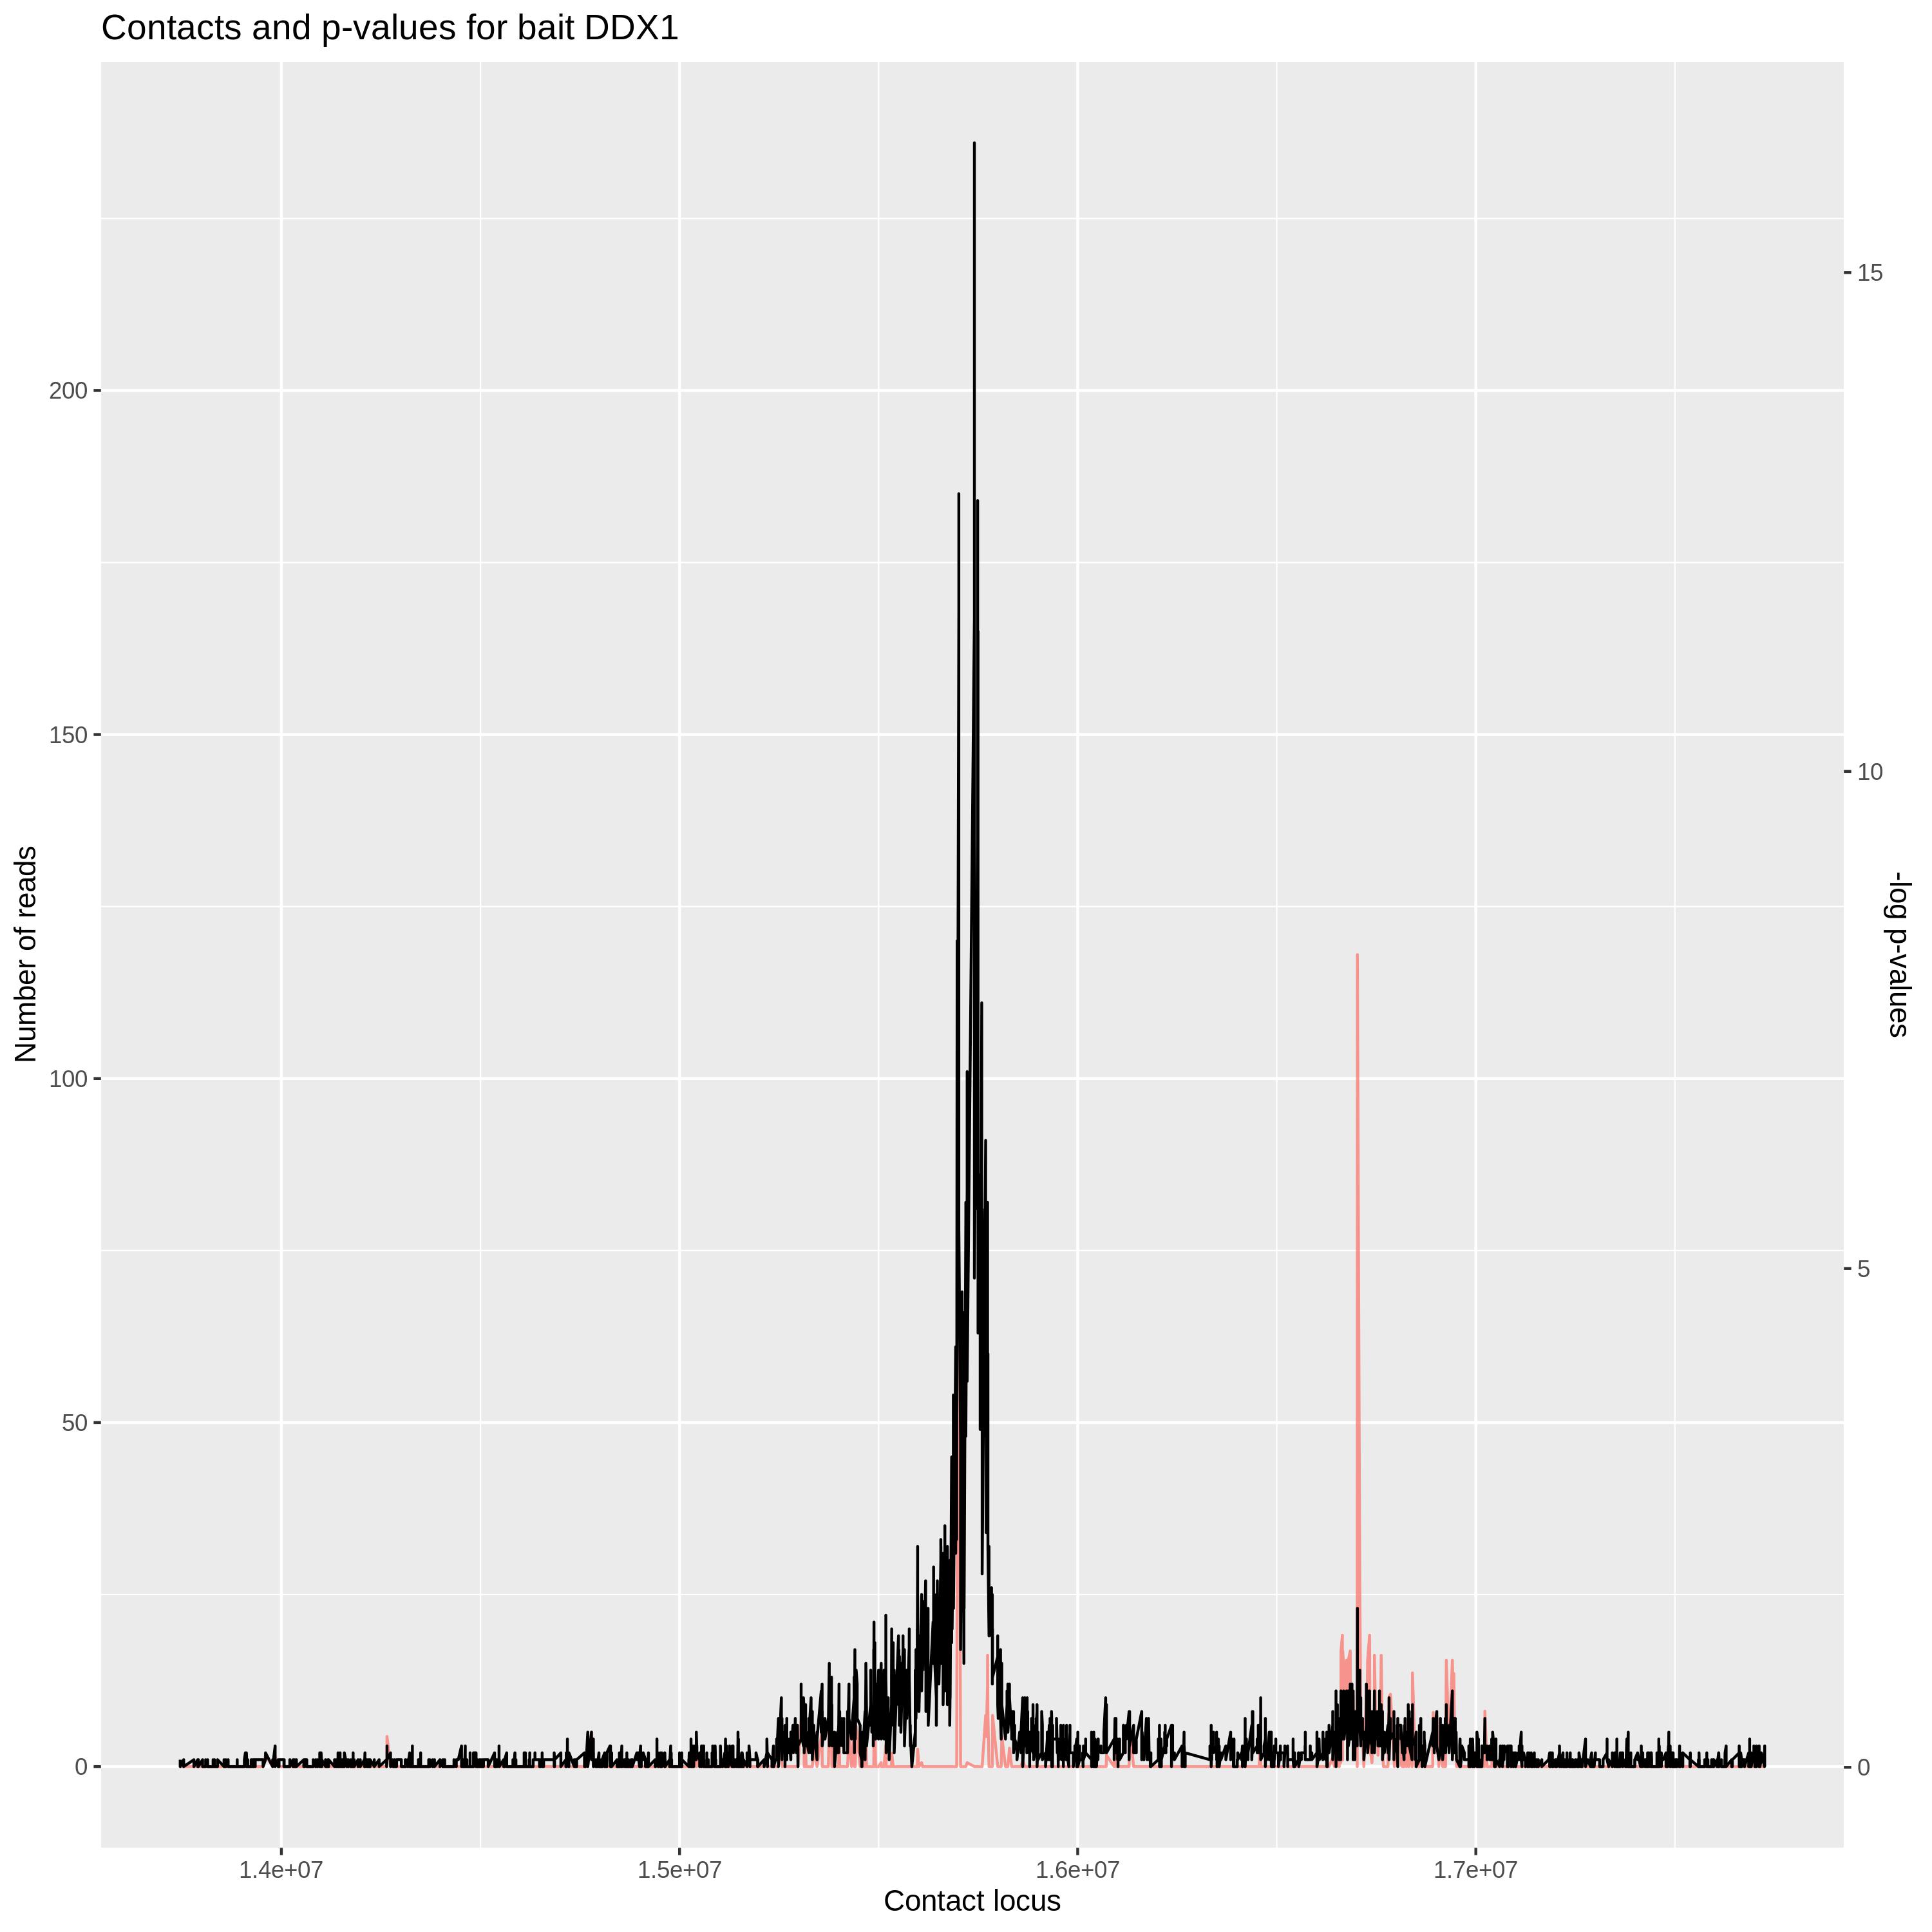 Contacts and p-values for bait DDX1
Number of reads
200
150
100
50
0
15
10
5
0
-log p-values
1.4e+07 1.5e+07 1.6e+07 1.7e+07
Contact locus